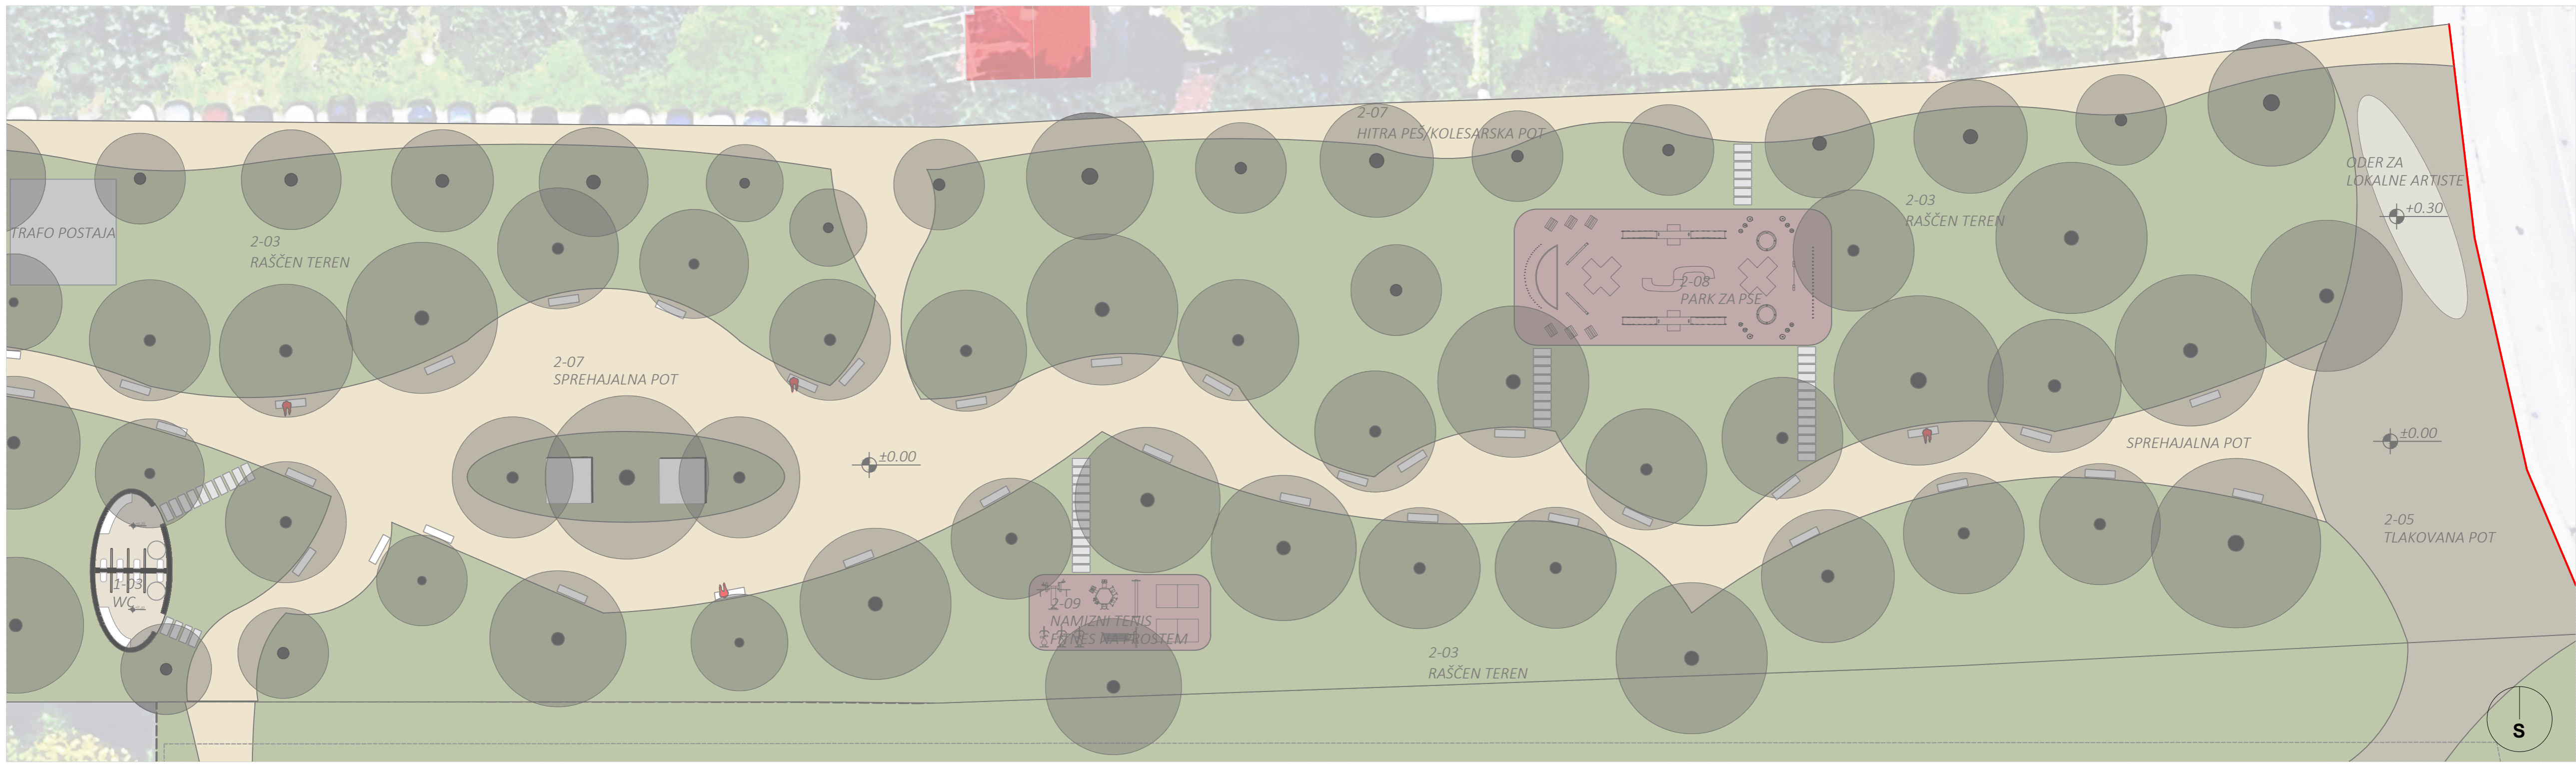 2-07
HITRA PEŠ/KOLESARSKA POT
ODER ZA
LOKALNE ARTISTE
+0.30
2-03
RAŠČEN TEREN
TRAFO POSTAJA
2-03
RAŠČEN TEREN
2-08
PARK ZA PSE
2-07
SPREHAJALNA POT
±0.00
±0.00
SPREHAJALNA POT
2-05
TLAKOVANA POT
1-03
WC
2-09
NAMIZNI TENIS
FITNES NA PROSTEM
2-03
RAŠČEN TEREN
S